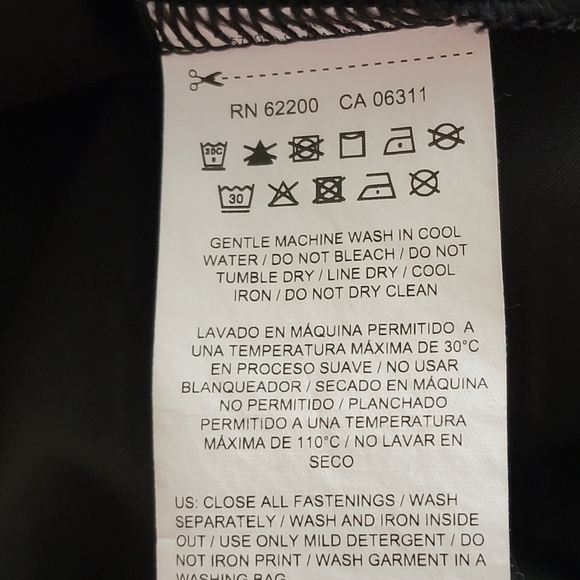 RN 62200 CA 06311
30C
30
GENTLE MACHINE WASH IN COOL
WATER / DO NOT BLEACH / DO NOT
TUMBLE DRY / LINE DRY / COOL
IRON / DO NOT DRY CLEAN
LAVADO EN MÁQUINA PERMITIDO A
UNA TEMPERATURA MÁXIMA DE 30°C
EN PROCESO SUAVE / NO USAR
BLANQUEADOR / SECADO EN MÁQUINA
NO PERMITIDO / PLANCHADO
PERMITIDO A UNA TEMPERATURA
MÁXIMA DE 110°C / NO LAVAR EN
SECO
US: CLOSE ALL FASTENINGS / WASH
SEPARATELY / WASH AND IRON INSIDE
OUT / USE ONLY MILD DETERGENT / DO
NOT IRON PRINT / WASH GARMENT IN A
WASHING BAG